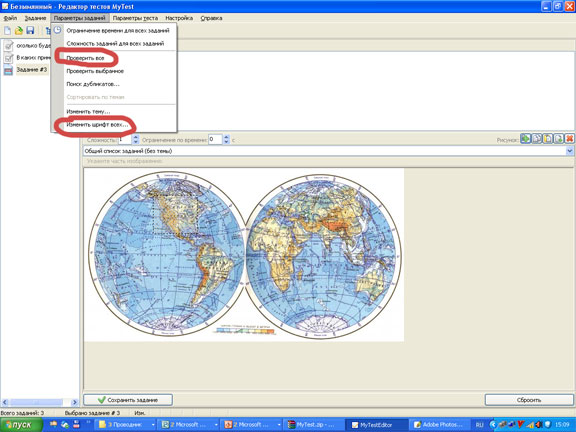 Безымянный - Редактор тестов MyTest
Файл Задание Параметры заданий Параметры теста Настройка Справка
Ограничение времени для всех заданий
Сложность заданий для всех заданий
Проверить все
Проверить выбранное
Поиск дубликатов...
Сортировать по темам
Изменить тему...
Изменить шрифт всех...
сколько буде
В каких прим
Задание #3
Сложность: 1 Ограничение по времени: 0 с Рисунок:
Общий список заданий (без темы)
Укажите часть изображения.
Сохранить задание Сбросить
Всего заданий: 3 Выбрано задание # 3 Изм.
пуск 3 Проводник 2 Microsoft ... 2 Microsoft ... MyTest.zip - ... MyTestEditor Adobe Photos... RU 15:09